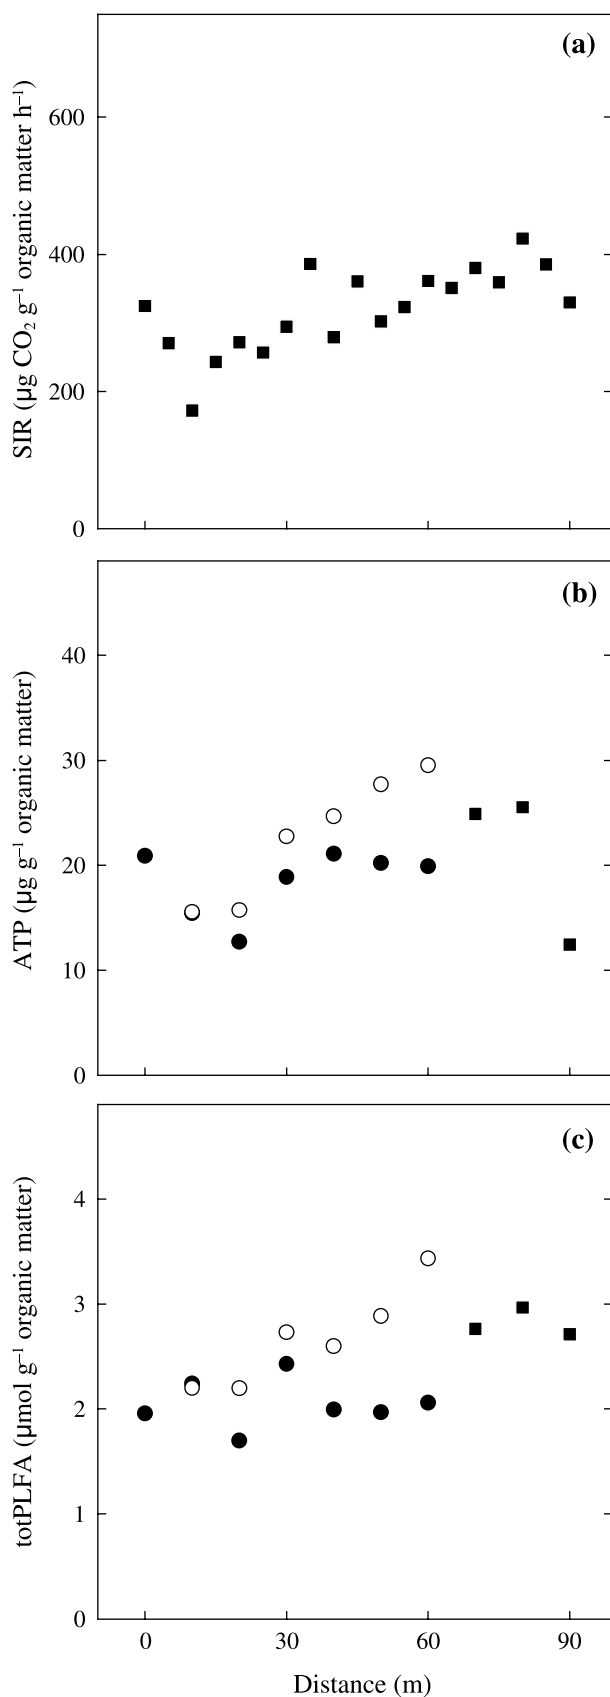 (a)
600
400
200
0
SIR (μg CO₂ g⁻¹ organic matter h⁻¹)
(b)
40
30
20
10
0
ATP (μg g⁻¹ organic matter)
(c)
4
3
2
1
0
totPLFA (μmol g⁻¹ organic matter)
0 30 60 90
Distance (m)